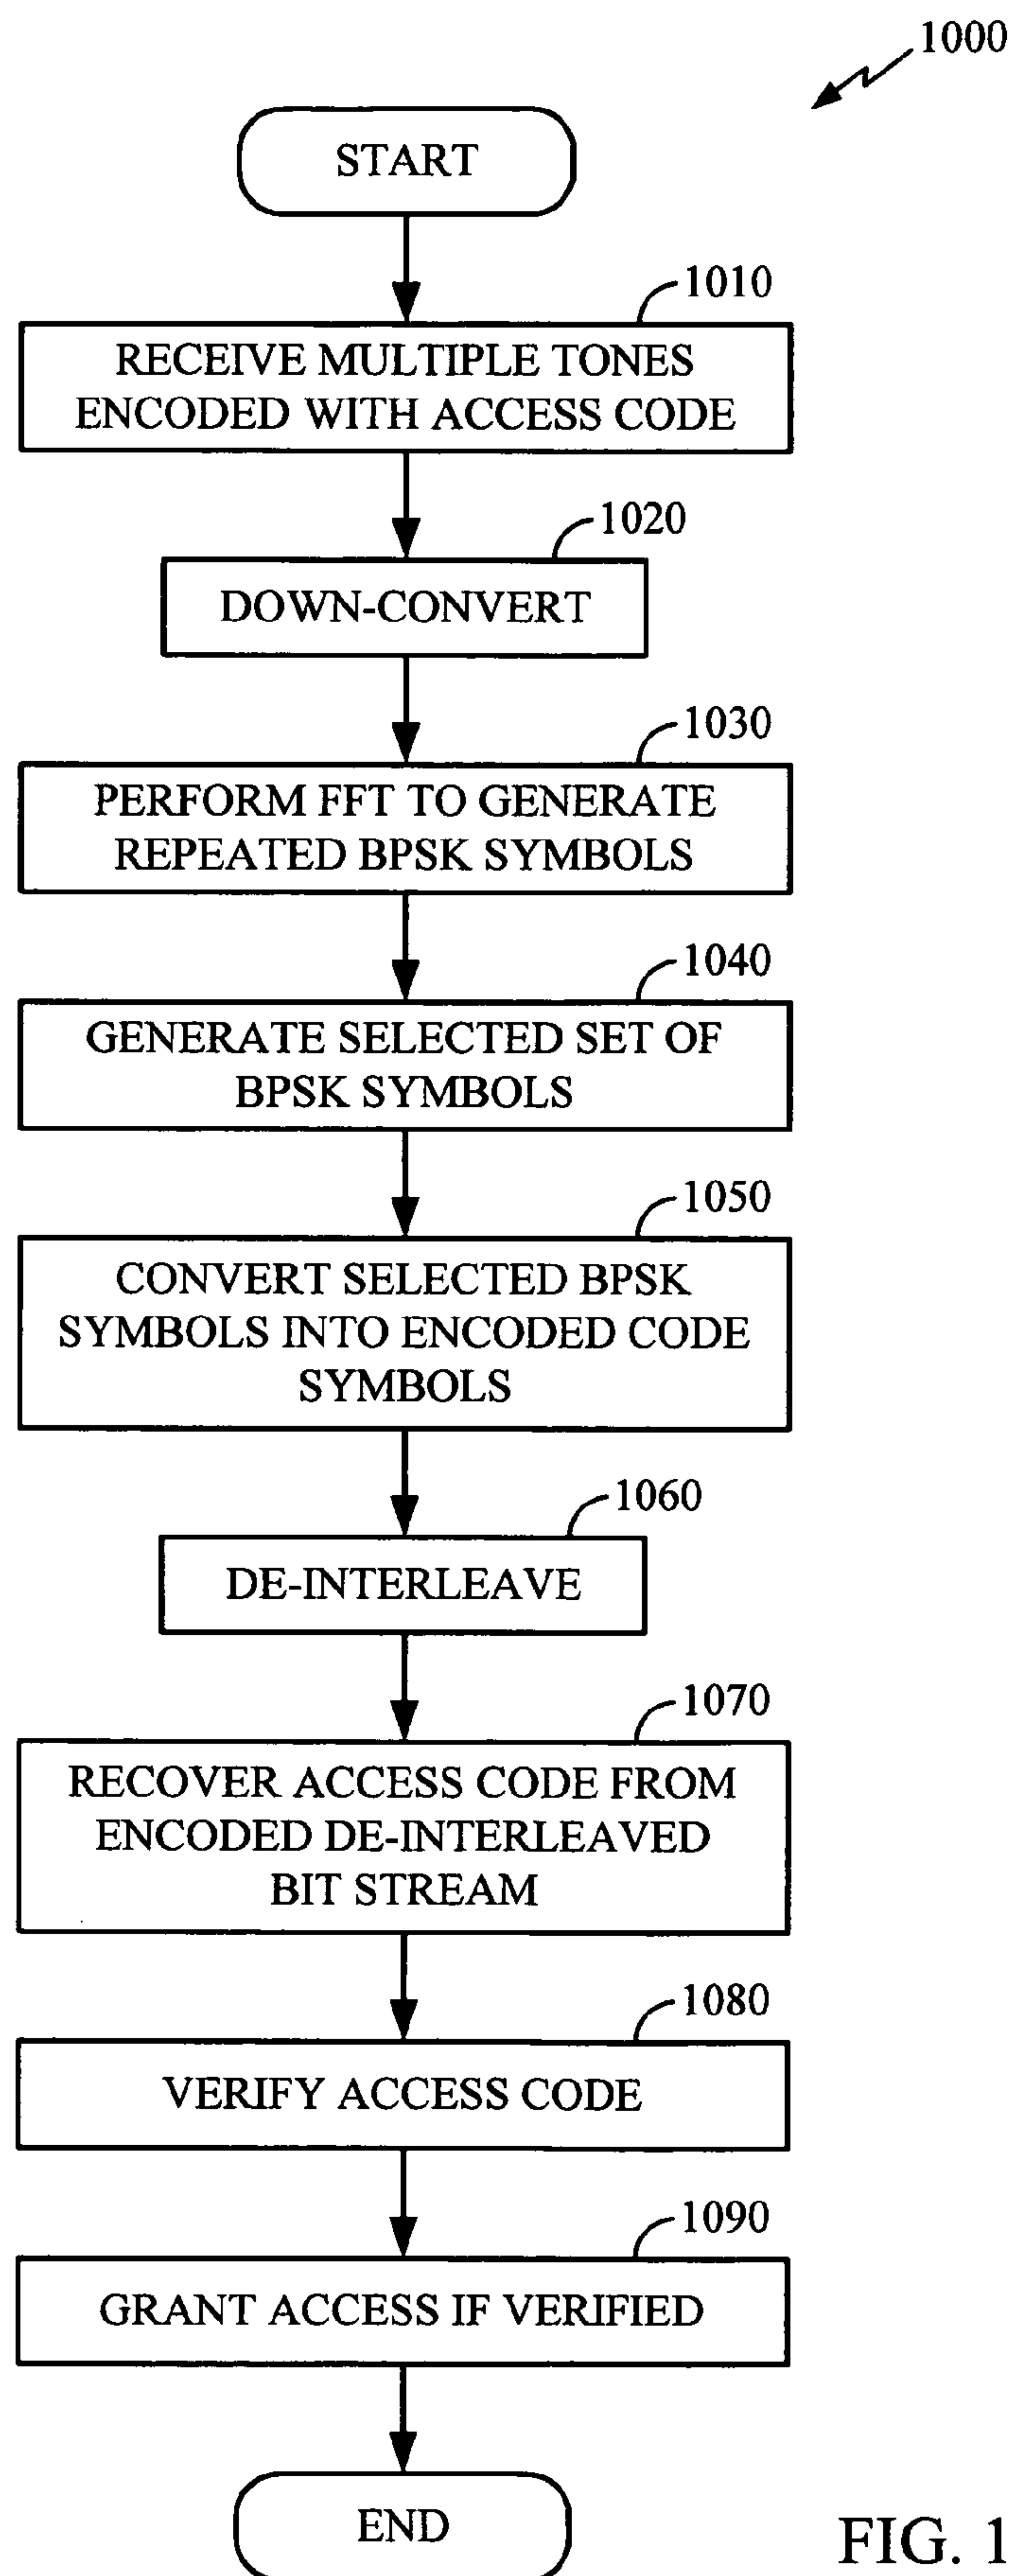 1000
START
1010
RECEIVE MULTIPLE TONES
ENCODED WITH ACCESS CODE
1020
DOWN-CONVERT
1030
PERFORM FFT TO GENERATE
REPEATED BPSK SYMBOLS
1040
GENERATE SELECTED SET OF
BPSK SYMBOLS
1050
CONVERT SELECTED BPSK
SYMBOLS INTO ENCODED CODE
SYMBOLS
1060
DE-INTERLEAVE
1070
RECOVER ACCESS CODE FROM
ENCODED DE-INTERLEAVED
BIT STREAM
1080
VERIFY ACCESS CODE
1090
GRANT ACCESS IF VERIFIED
END
FIG. 1